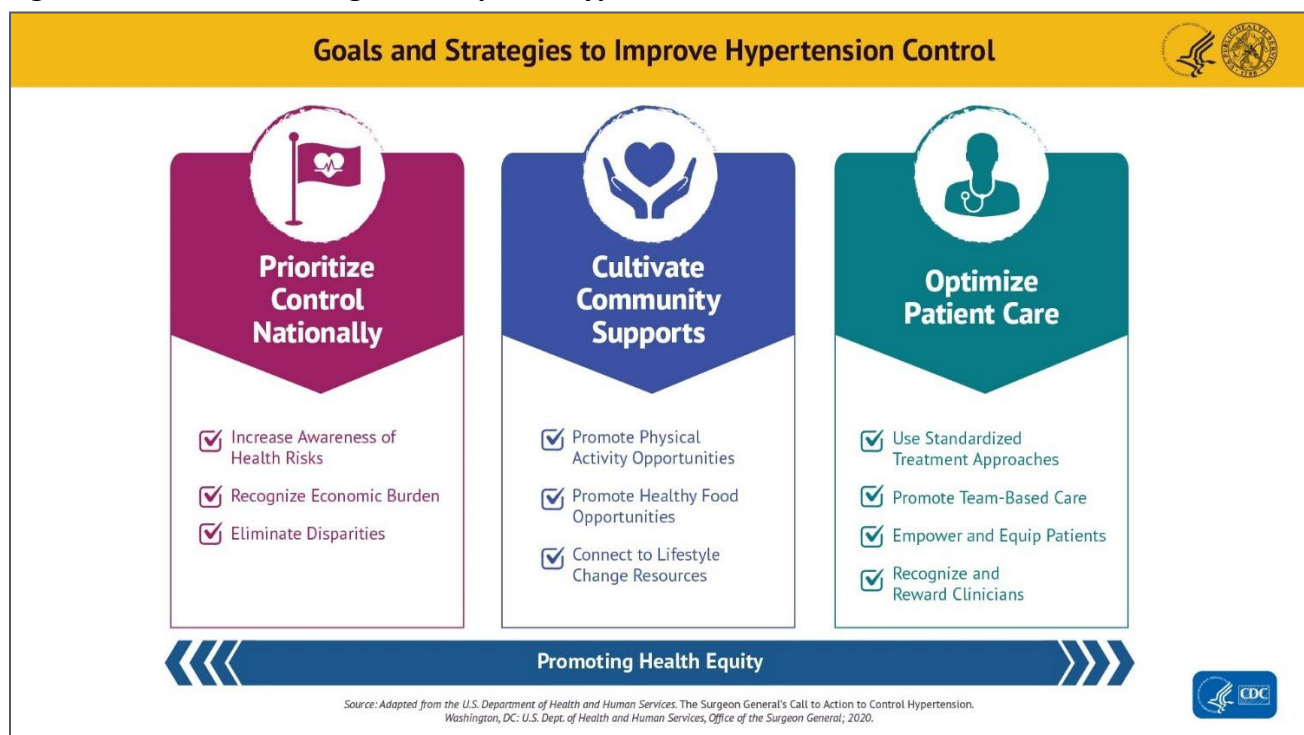 Goals and Strategies to Improve Hypertension Control
Prioritize
Control
Nationally
Increase Awareness of
Health Risks
Recognize Economic Burden
Eliminate Disparities
Cultivate
Community
Supports
Promote Physical
Activity Opportunities
Promote Healthy Food
Opportunities
Connect to Lifestyle
Change Resources
Optimize
Patient Care
Use Standardized
Treatment Approaches
Promote Team-Based Care
Empower and Equip Patients
Recognize and
Reward Clinicians
Promoting Health Equity
Source: Adapted from the U.S. Department of Health and Human Services. The Surgeon General's Call to Action to Control Hypertension.
Washington, DC: U.S. Dept. of Health and Human Services, Office of the Surgeon General; 2020.
CDC